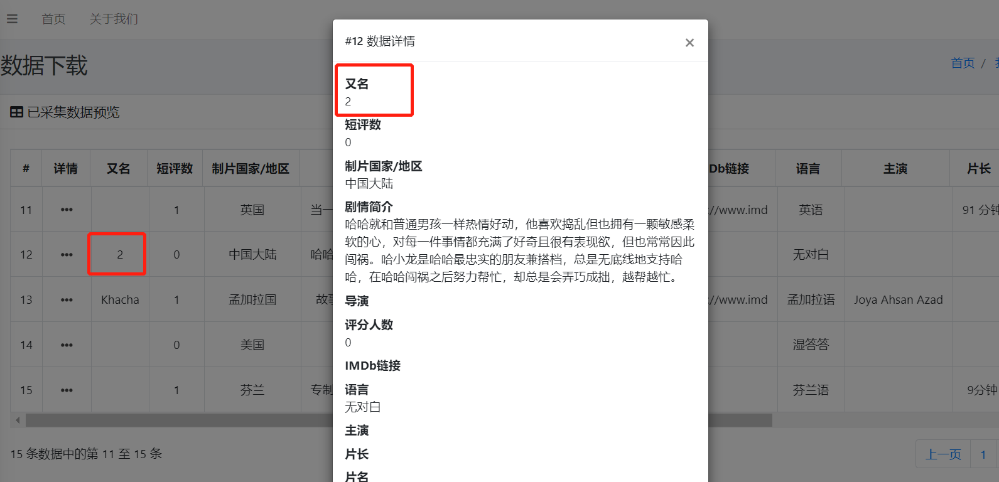 首页 关于我们
数据下载
首页 /
已采集数据预览
# 详情 又名 短评数 制片国家/地区 Db链接 语言 主演 片长
11 ••• 1 英国 当一 ://www.imd 英语 91 分钟
12 ••• 2 0 中国大陆 哈哈 无对白
13 ••• Khacha 1 孟加拉国 故事 ://www.imd 孟加拉语 Joya Ahsan Azad
14 ••• 0 美国 湿答答
15 ••• 1 芬兰 专制 芬兰语 9分钟
15 条数据中的第 11 至 15 条
上一页 1
#12 数据详情 ×
又名
2
短评数
0
制片国家/地区
中国大陆
剧情简介
哈哈就和普通男孩一样热情好动，他喜欢捣乱但也拥有一颗敏感柔
软的心，对每一件事情都充满了好奇且很有表现欲，但也常常因此
闯祸。哈小龙是哈哈最忠实的朋友兼搭档，总是无底线地支持哈
哈，在哈哈闯祸之后努力帮忙，却总是会弄巧成拙，越帮越忙。
导演
评分人数
0
IMDb链接
语言
无对白
主演
片长
片名